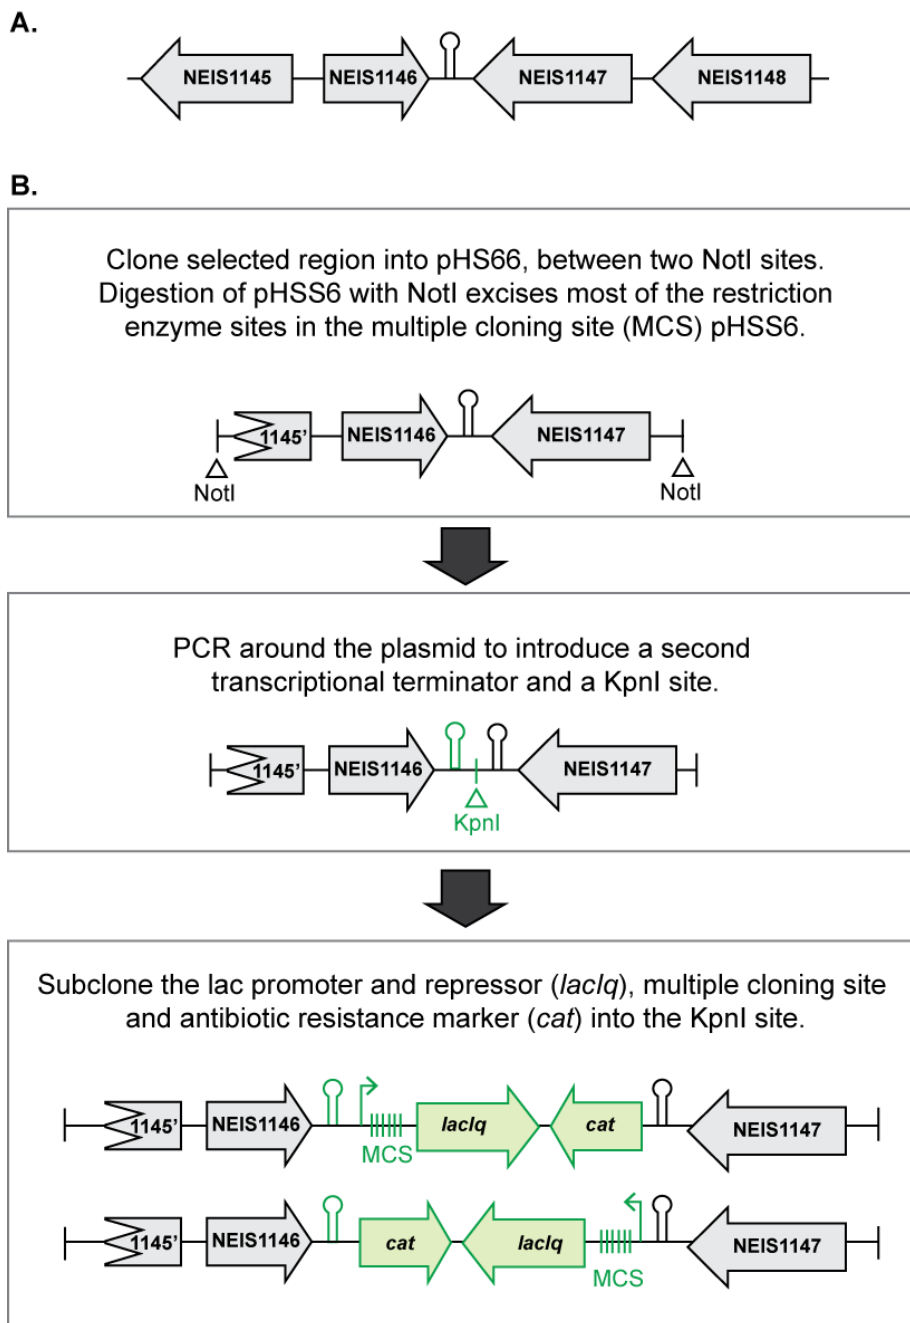 A.
NEIS1145 NEIS1146 NEIS1147 NEIS1148
B.
Clone selected region into pHS66, between two NotI sites.
Digestion of pHSS6 with NotI excises most of the restriction
enzyme sites in the multiple cloning site (MCS) pHSS6.
1145' NEIS1146 NEIS1147
NotI NotI
PCR around the plasmid to introduce a second
transcriptional terminator and a KpnI site.
1145' NEIS1146 NEIS1147
KpnI
Subclone the lac promoter and repressor (lacIq), multiple cloning site
and antibiotic resistance marker (cat) into the KpnI site.
1145' NEIS1146 lacIq cat NEIS1147
MCS
1145' NEIS1146 cat lacIq NEIS1147
MCS